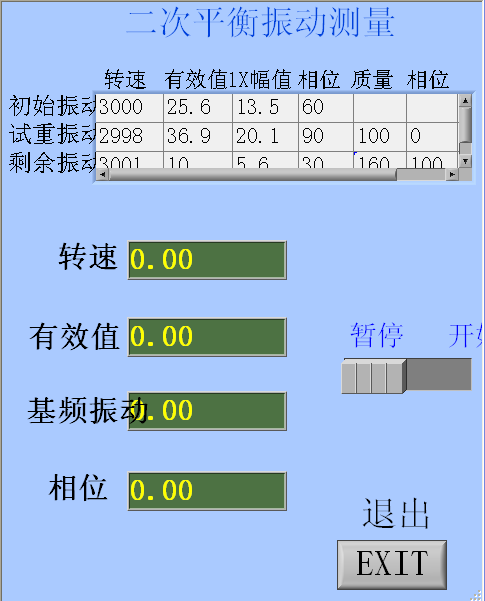 二次平衡振动测量
转速 有效值 1X幅值 相位 质量 相位
初始振动 3000 25.6 13.5 60
试重振动 2998 36.9 20.1 90 100 0
剩余振动 3001 10 5.6 30 160 100
转速 0.00
有效值 0.00
暂停 开始
基频振动 0.00
相位 0.00
退出
EXIT